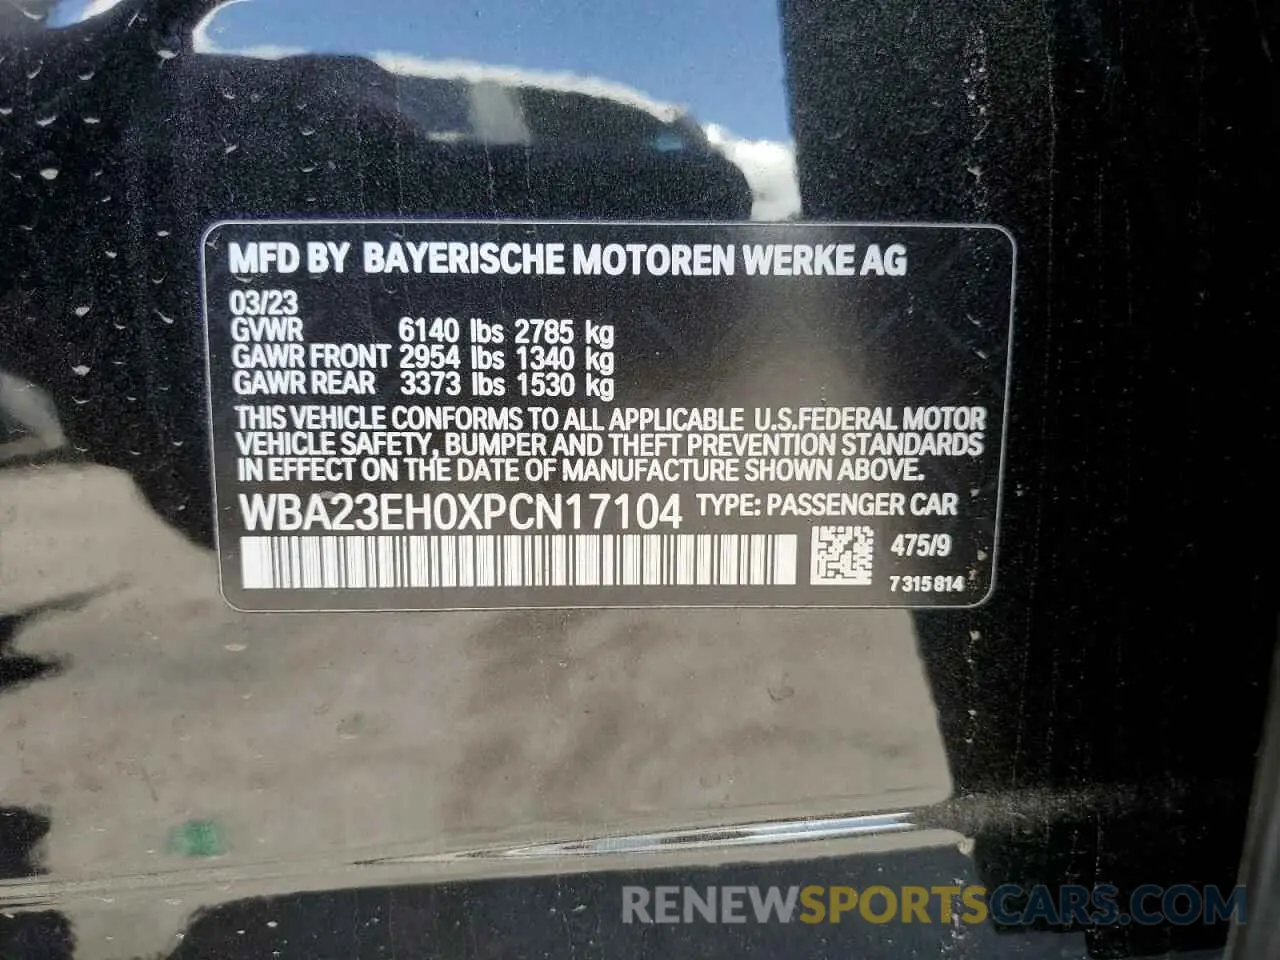 MFD BY BAYERISCHE MOTOREN WERKE AG
03/23
GVWR 6140 lbs 2785 kg
GAWR FRONT 2954 lbs 1340 kg
GAWR REAR 3373 lbs 1530 kg
THIS VEHICLE CONFORMS TO ALL APPLICABLE U.S.FEDERAL MOTOR
VEHICLE SAFETY, BUMPER AND THEFT PREVENTION STANDARDS
IN EFFECT ON THE DATE OF MANUFACTURE SHOWN ABOVE.
WBA23EH0XPCN17104 TYPE: PASSENGER CAR
475/9
7 315 814
RENEWSPORTSCARS.COM